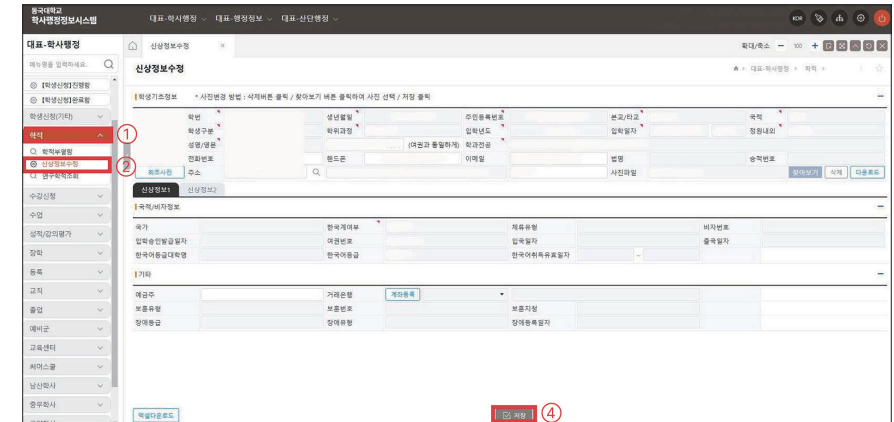 동국대학교
학사행정정보시스템
대표-학사행정 대표-행정정보 대표-산단행정
KOR
대표-학사행정
신상정보수정 ×
확대/축소 － 100 ＋
메뉴명을 입력하세요.
신상정보수정
대표-학사행정 › 학적 ›
[학생신청]진행함
[학생신청]완료함
학생신청(기타)
학적 ①
학적부열람
신상정보수정 ②
연구학적조회
수강신청
수업
성적/강의평가
장학
등록
교직
졸업
예비군
교육센터
써머스쿨
남산학사
충무학사
학생기초정보 * 사진변경 방법 : 삭제버튼 클릭 / 찾아보기 버튼 클릭하여 사진 선택 / 저장 클릭
학번 생년월일 주민등록번호 본교/타교 국적
학생구분 학위과정 입학년도 입학일자 정원내외
성명/영문 (여권과 동일하게) 학과전공
전화번호 핸드폰 이메일 법명 승적번호
최초사진 주소 사진파일 찾아보기 삭제 다운로드
신상정보1 신상정보2
국적/비자정보
국가 한국계여부 체류유형 비자번호
입학승인발급일자 여권번호 입국일자 출국일자
한국어등급대학명 한국어등급 한국어취득유효일자 ~
기타
예금주 거래은행 계좌등록
보훈유형 보훈번호 보훈지청
장애등급 장애유형 장애등록일자
엑셀다운로드
저장 ④